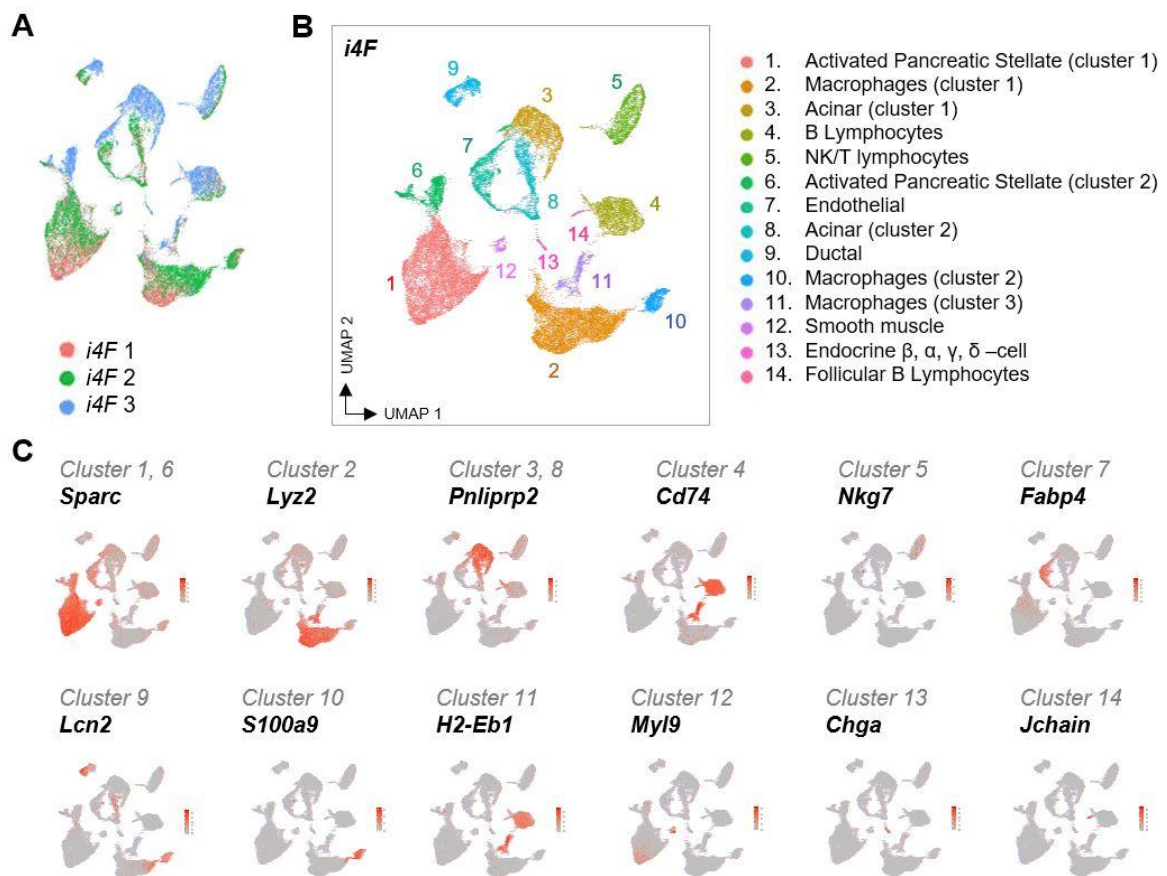 A
B
i4F
9
3
5
7
6
8
4
14
13
12
11
1
10
2
UMAP 2
UMAP 1
i4F 1
i4F 2
i4F 3
1. Activated Pancreatic Stellate (cluster 1)
2. Macrophages (cluster 1)
3. Acinar (cluster 1)
4. B Lymphocytes
5. NK/T lymphocytes
6. Activated Pancreatic Stellate (cluster 2)
7. Endothelial
8. Acinar (cluster 2)
9. Ductal
10. Macrophages (cluster 2)
11. Macrophages (cluster 3)
12. Smooth muscle
13. Endocrine β, α, γ, δ –cell
14. Follicular B Lymphocytes
C
Cluster 1, 6
Sparc
Cluster 2
Lyz2
Cluster 3, 8
Pnliprp2
Cluster 4
Cd74
Cluster 5
Nkg7
Cluster 7
Fabp4
Cluster 9
Lcn2
Cluster 10
S100a9
Cluster 11
H2-Eb1
Cluster 12
Myl9
Cluster 13
Chga
Cluster 14
Jchain